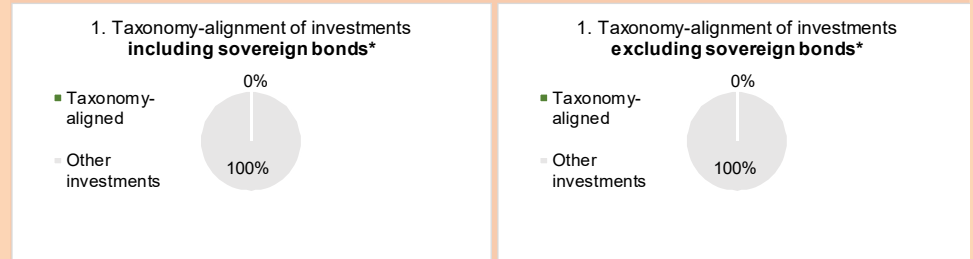 1. Taxonomy-alignment of investments
including sovereign bonds*
0%
Taxonomy-
aligned
Other
investments
100%
1. Taxonomy-alignment of investments
excluding sovereign bonds*
0%
Taxonomy-
aligned
Other
investments
100%